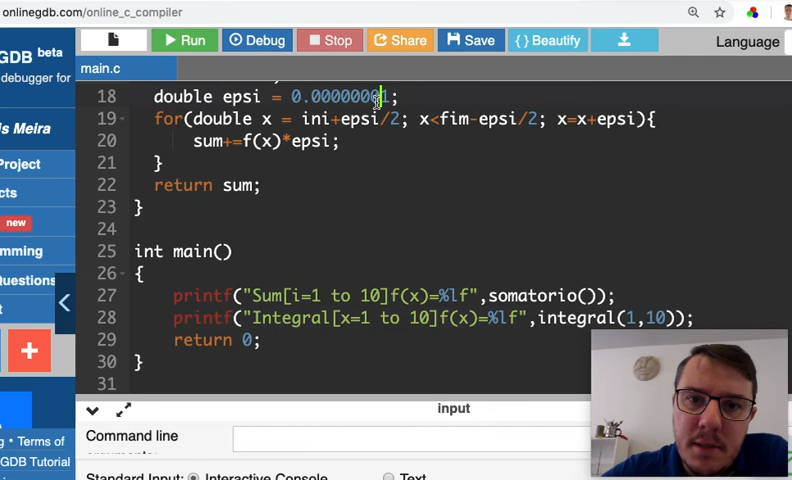 onlinegdb.com/online_c_compiler
GDB beta
debugger for
Run
Debug
Stop
Share
Save
{ } Beautify
Language
main.c
is Meira
Project
cts
new
mming
Questions
18 double epsi = 0.000000001;
19 for(double x = ini+epsi/2; x<fim-epsi/2; x=x+epsi){
20 sum+=f(x)*epsi;
21 }
22 return sum;
23 }
24
25 int main()
26 {
27 printf("Sum[i=1 to 10]f(x)=%lf",somatorio());
28 printf("Integral[x=1 to 10]f(x)=%lf",integral(1,10));
29 return 0;
30 }
31
input
Command line
Standard Input: Interactive Console Text
• Terms of
GDB Tutorial